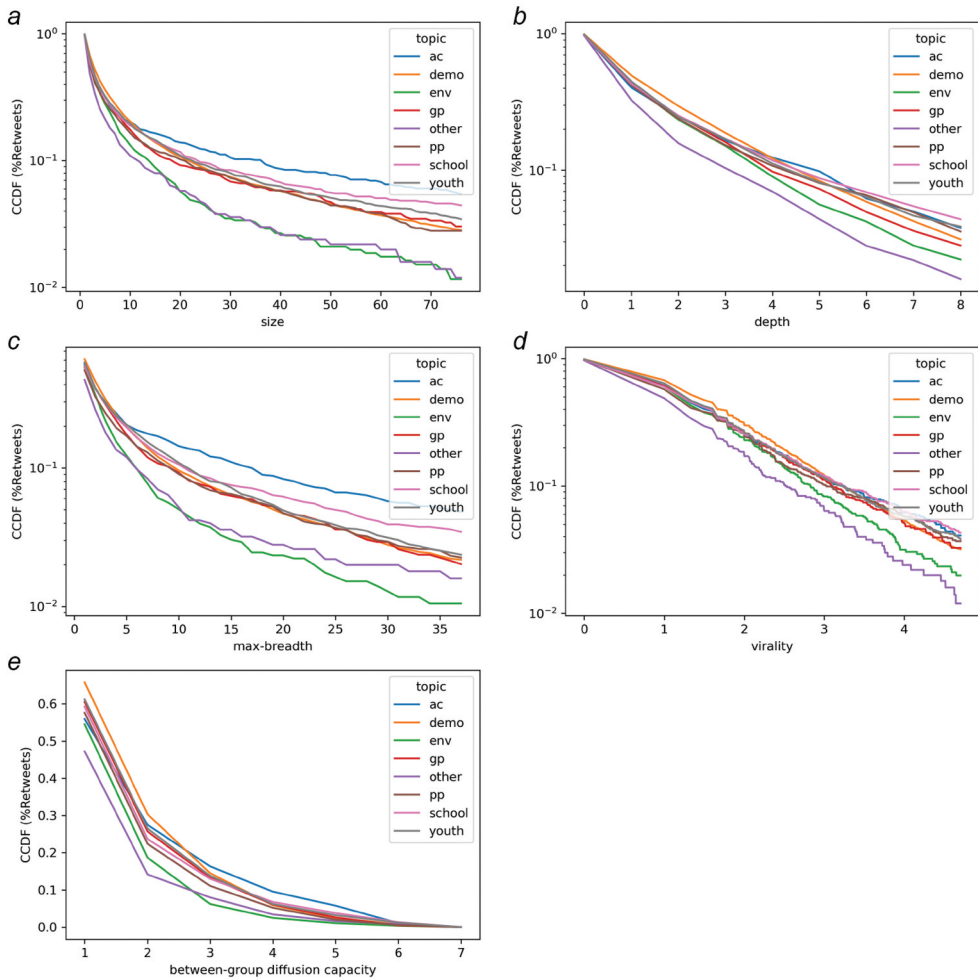 a
b
10⁰
10⁻¹
10⁻²
CCDF (%Retweets)
0 10 20 30 40 50 60 70
size
topic
ac
demo
env
gp
other
pp
school
youth
10⁰
10⁻¹
CCDF (%Retweets)
0 1 2 3 4 5 6 7 8
depth
topic
ac
demo
env
gp
other
pp
school
youth
c
d
10⁻¹
10⁻²
CCDF (%Retweets)
0 5 10 15 20 25 30 35
max-breadth
topic
ac
demo
env
gp
other
pp
school
youth
10⁰
10⁻¹
10⁻²
CCDF (%Retweets)
0 1 2 3 4
virality
topic
ac
demo
env
gp
other
pp
school
youth
e
0.6
0.5
0.4
0.3
0.2
0.1
0.0
CCDF (%Retweets)
1 2 3 4 5 6 7
between-group diffusion capacity
topic
ac
demo
env
gp
other
pp
school
youth